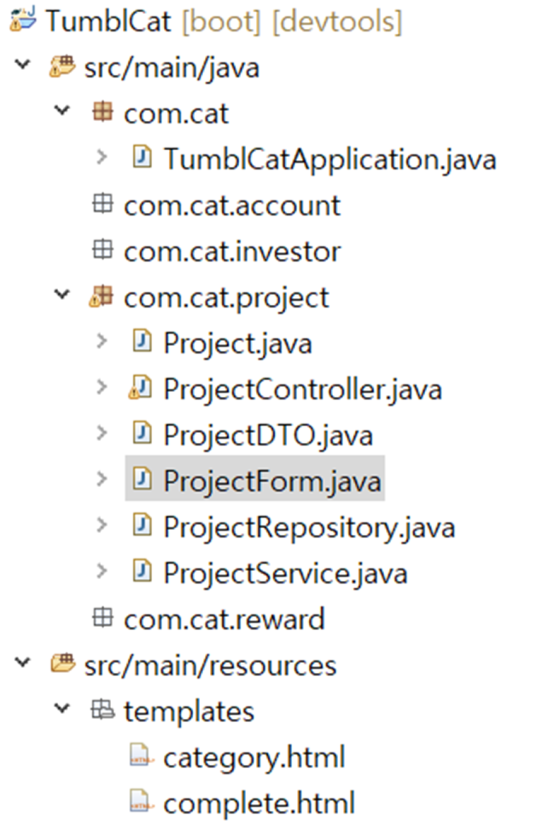 TumblCat [boot] [devtools]
src/main/java
com.cat
TumblCatApplication.java
com.cat.account
com.cat.investor
com.cat.project
Project.java
ProjectController.java
ProjectDTO.java
ProjectForm.java
ProjectRepository.java
ProjectService.java
com.cat.reward
src/main/resources
templates
category.html
complete.html